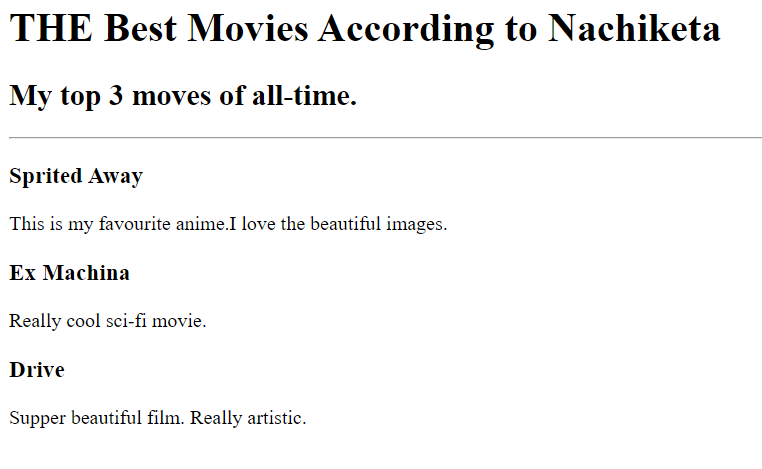 THE Best Movies According to Nachiketa
My top 3 moves of all-time.
Sprited Away
This is my favourite anime.I love the beautiful images.
Ex Machina
Really cool sci-fi movie.
Drive
Supper beautiful film. Really artistic.